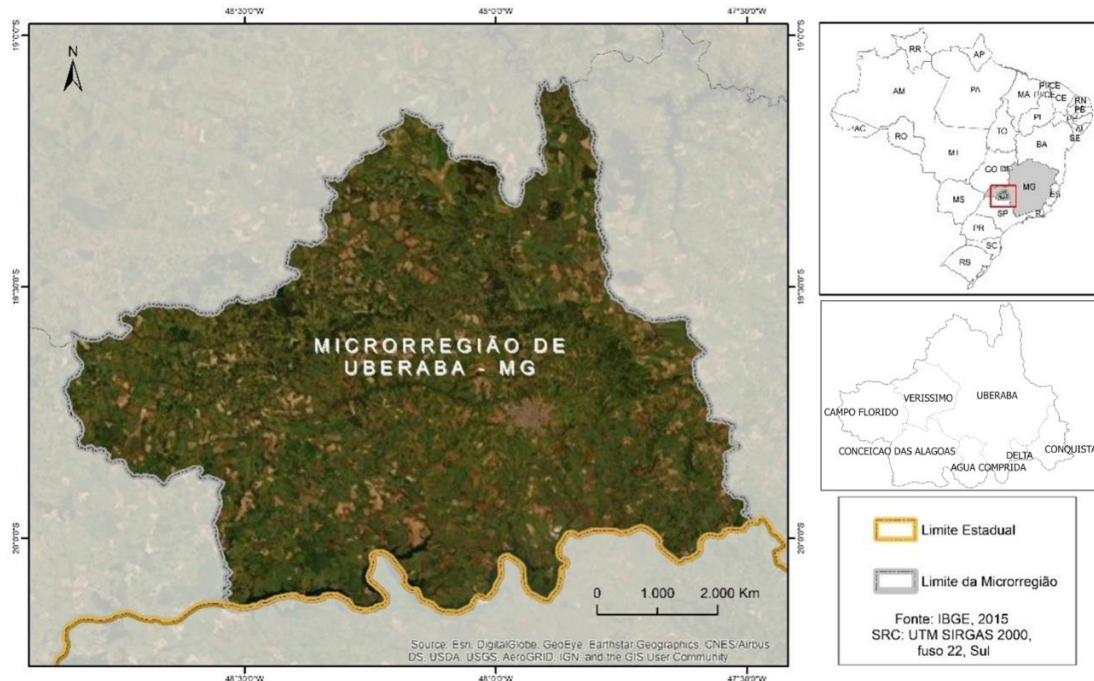 48°30'0"W
48°0'0"W
47°30'0"W
19°0'0"S
19°0'0"S
N
19°30'0"S
19°30'0"S
MICRORREGIÃO DE
UBERABA - MG
20°0'0"S
20°0'0"S
0 1.000 2.000 Km
Source: Esri, DigitalGlobe, GeoEye, Earthstar Geographics, CNES/Airbus
DS, USDA, USGS, AeroGRID, IGN, and the GIS User Community
48°30'0"W
48°0'0"W
47°30'0"W
RR
AP
AM
PA
MA
CE
RN
PB
PI
AC
RO
TO
SE
BA
MT
GO DF
MG
ES
MS
SP
RJ
PR
SC
RS
VERISSIMO
UBERABA
CAMPO FLORIDO
CONCEICAO DAS ALAGOAS
DELTA
CONQUISTA
AGUA COMPRIDA
Limite Estadual
Limite da Microrregião
Fonte: IBGE, 2015
SRC: UTM SIRGAS 2000,
fuso 22, Sul